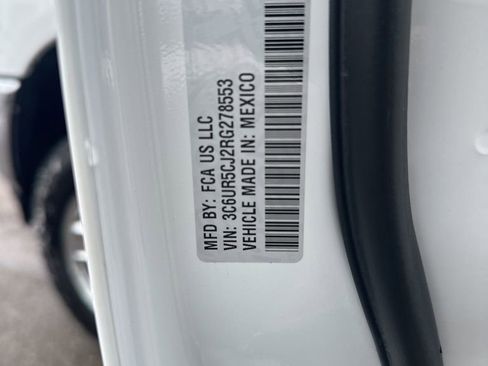 MFD BY: FCA US LLC
VIN: 3C6UR5CJ2RG278553
VEHICLE MADE IN: MEXICO